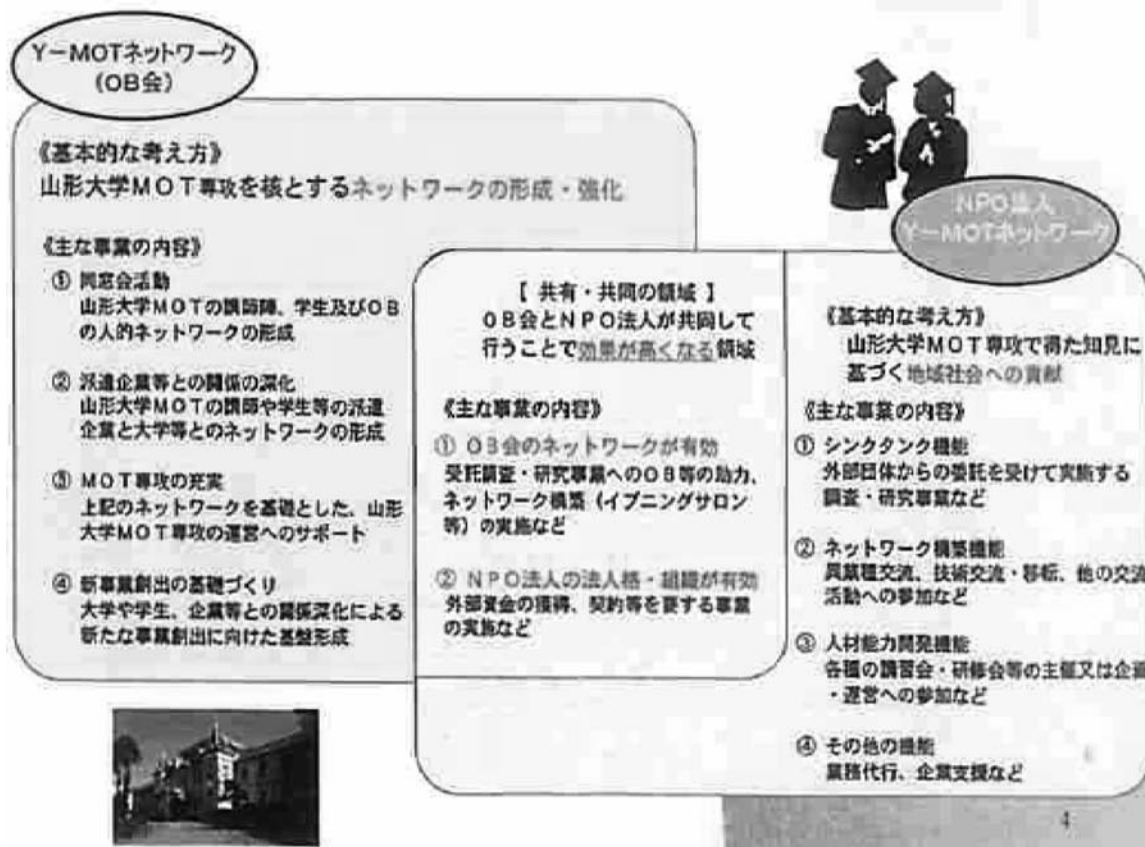 Y－MOTネットワーク
(OB会)
《基本的な考え方》
山形大学MOT専攻を核とするネットワークの形成・強化
《主な事業の内容》
① 同窓会活動
山形大学MOTの講師陣、学生及びOB
の人的ネットワークの形成
② 派遣企業等との関係の深化
山形大学MOTの講師や学生等の派遣
企業と大学等とのネットワークの形成
③ MOT専攻の充実
上記のネットワークを基礎とした、山形
大学MOT専攻の運営へのサポート
④ 新事業創出の基礎づくり
大学や学生、企業等との関係深化による
新たな事業創出に向けた基盤形成
【 共有・共同の領域 】
OB会とNPO法人が共同して
行うことで効果が高くなる領域
《主な事業の内容》
① OB会のネットワークが有効
受託調査・研究事業へのOB等の助力、
ネットワーク構築（イブニングサロン
等）の実施など
② NPO法人の法人格・組織が有効
外部資金の獲得、契約等を要する事業
の実施など
NPO法人
Y－MOTネットワーク
《基本的な考え方》
山形大学MOT専攻で得た知見に
基づく地域社会への貢献
《主な事業の内容》
① シンクタンク機能
外部団体からの委託を受けて実施する
調査・研究事業など
② ネットワーク構築機能
異業種交流、技術交流・移転、他の交流
活動への参加など
③ 人材能力開発機能
各種の講習会・研修会等の主催又は企画
・運営への参加など
④ その他の機能
業務代行、企業支援など
4